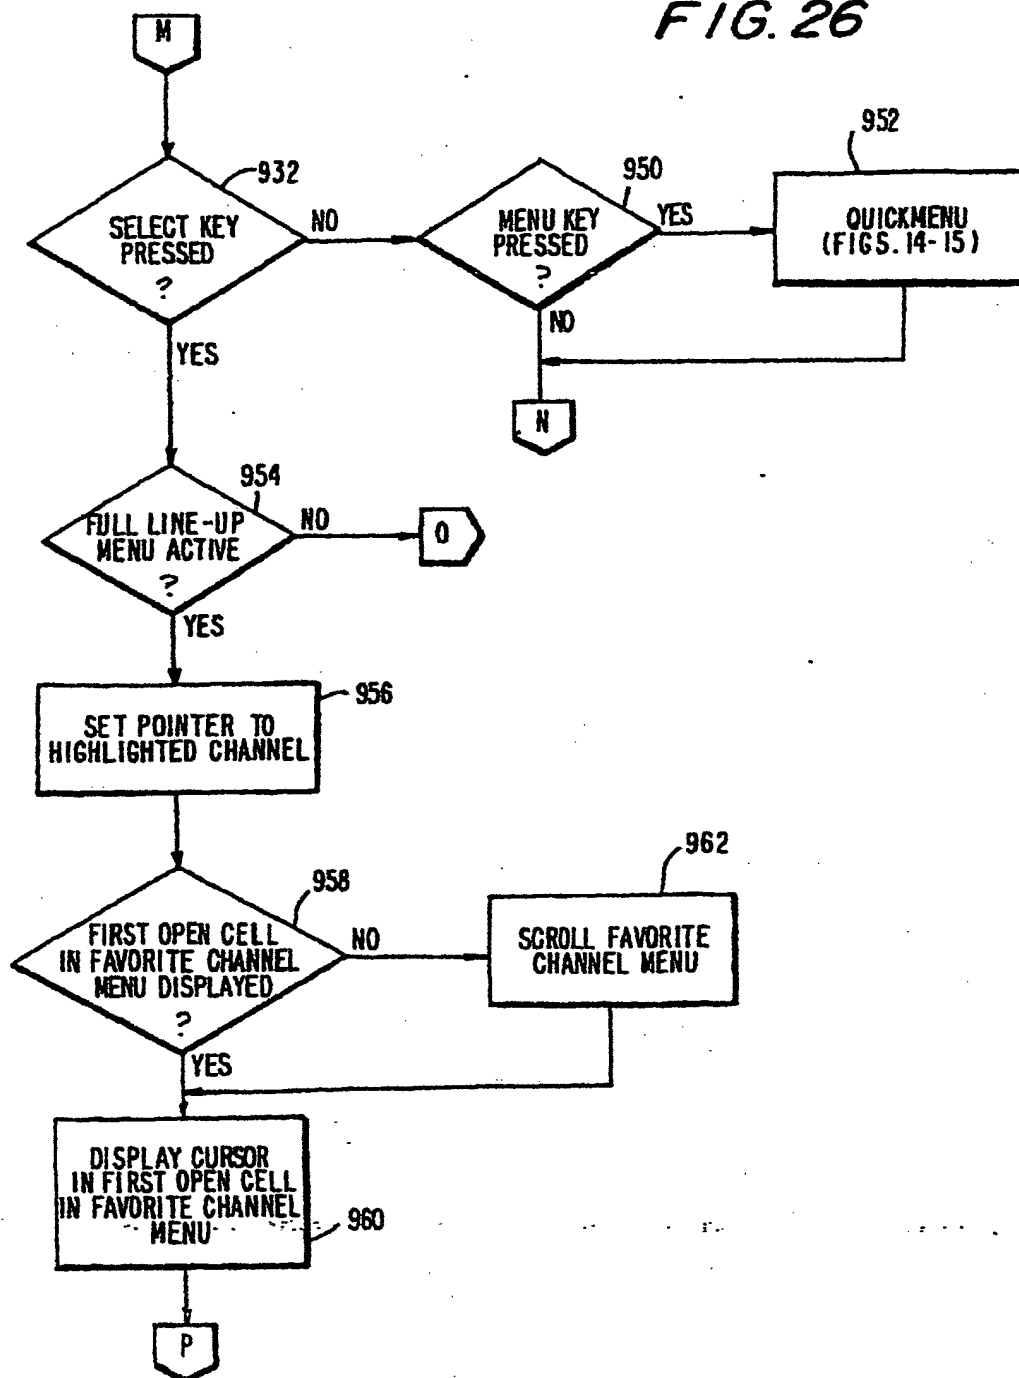 FIG. 26
M
932
SELECT KEY
PRESSED
?
NO
950
MENU KEY
PRESSED
?
YES
952
QUICKMENU
(FIGS. 14-15)
NO
N
YES
954
FULL LINE-UP
MENU ACTIVE
?
NO
O
YES
956
SET POINTER TO
HIGHLIGHTED CHANNEL
958
FIRST OPEN CELL
IN FAVORITE CHANNEL
MENU DISPLAYED
?
NO
962
SCROLL FAVORITE
CHANNEL MENU
YES
DISPLAY CURSOR
IN FIRST OPEN CELL
IN FAVORITE CHANNEL
MENU
960
P